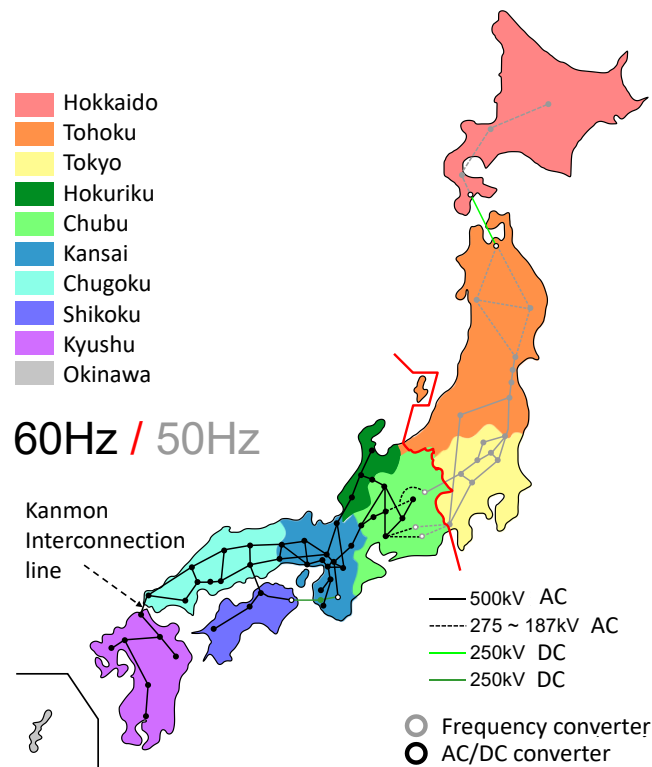 Hokkaido
Tohoku
Tokyo
Hokuriku
Chubu
Kansai
Chugoku
Shikoku
Kyushu
Okinawa
60Hz / 50Hz
Kanmon
Interconnection
line
500kV AC
275 ~ 187kV AC
250kV DC
250kV DC
Frequency converter
AC/DC converter